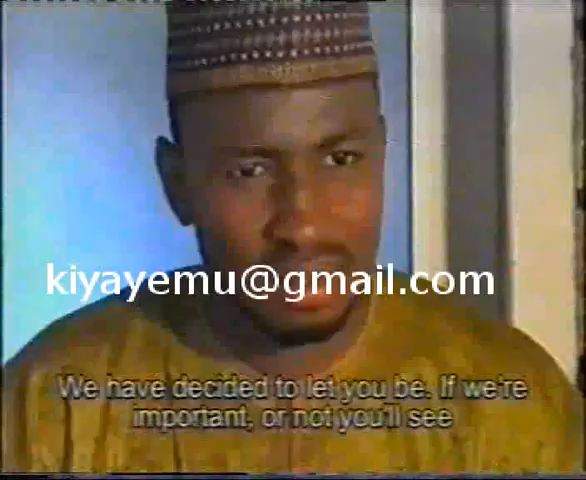 kiyayemu@gmail.com
We have decided to let you be. If we're
important, or not you'll see